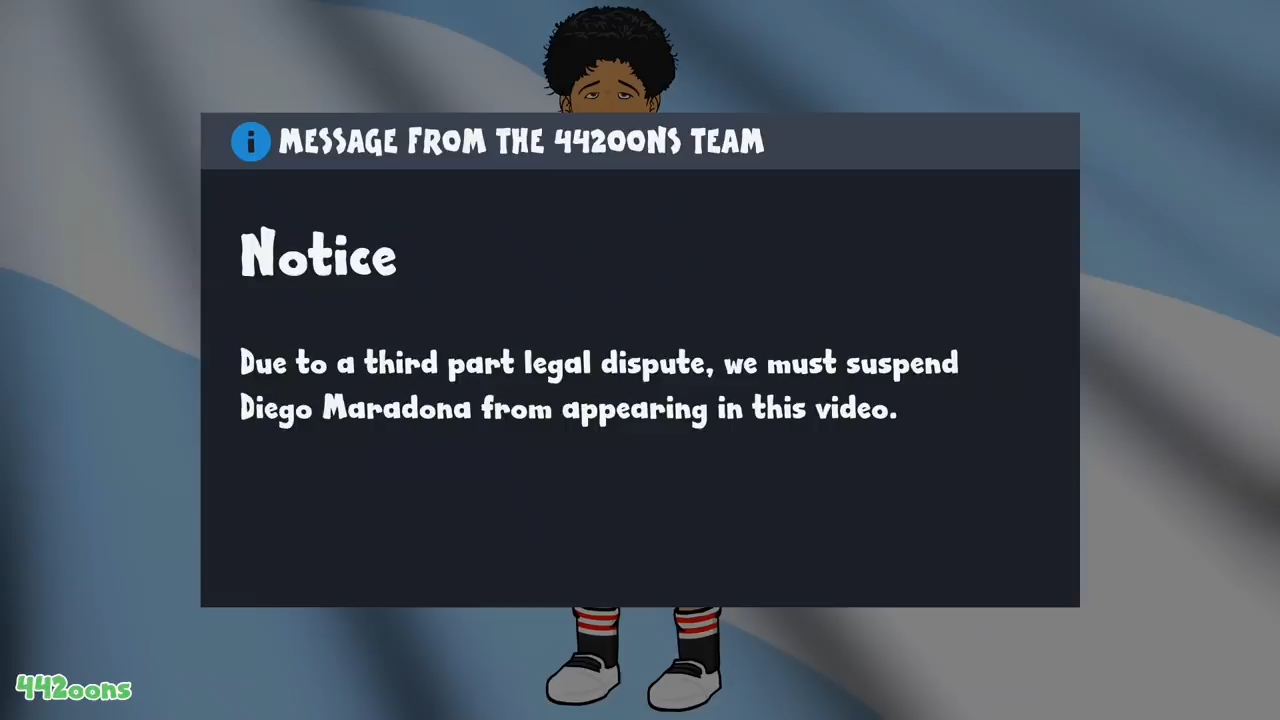 i MESSAGE FROM THE 442OONS TEAM
Notice
Due to a third part legal dispute, we must suspend
Diego Maradona from appearing in this video.
442oons